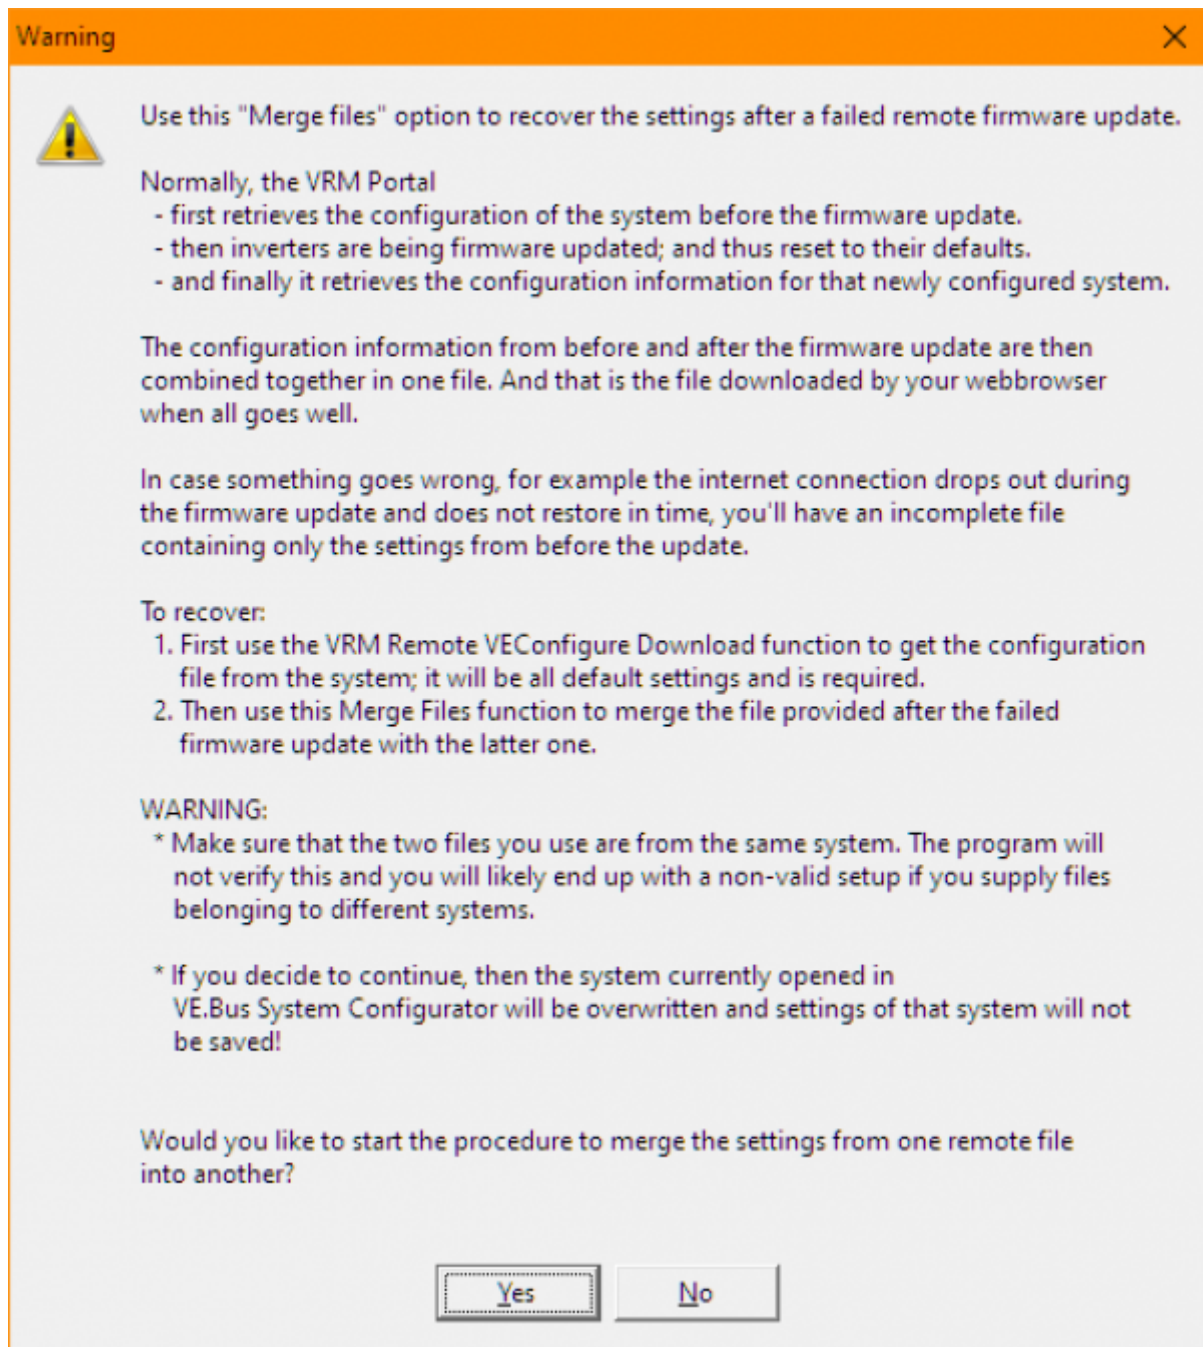 Warning
Use this "Merge files" option to recover the settings after a failed remote firmware update.
Normally, the VRM Portal
- first retrieves the configuration of the system before the firmware update.
- then inverters are being firmware updated; and thus reset to their defaults.
- and finally it retrieves the configuration information for that newly configured system.
The configuration information from before and after the firmware update are then
combined together in one file. And that is the file downloaded by your webbrowser
when all goes well.
In case something goes wrong, for example the internet connection drops out during
the firmware update and does not restore in time, you'll have an incomplete file
containing only the settings from before the update.
To recover:
1. First use the VRM Remote VEConfigure Download function to get the configuration
file from the system; it will be all default settings and is required.
2. Then use this Merge Files function to merge the file provided after the failed
firmware update with the latter one.
WARNING:
* Make sure that the two files you use are from the same system. The program will
not verify this and you will likely end up with a non-valid setup if you supply files
belonging to different systems.
* If you decide to continue, then the system currently opened in
VE.Bus System Configurator will be overwritten and settings of that system will not
be saved!
Would you like to start the procedure to merge the settings from one remote file
into another?
Yes No